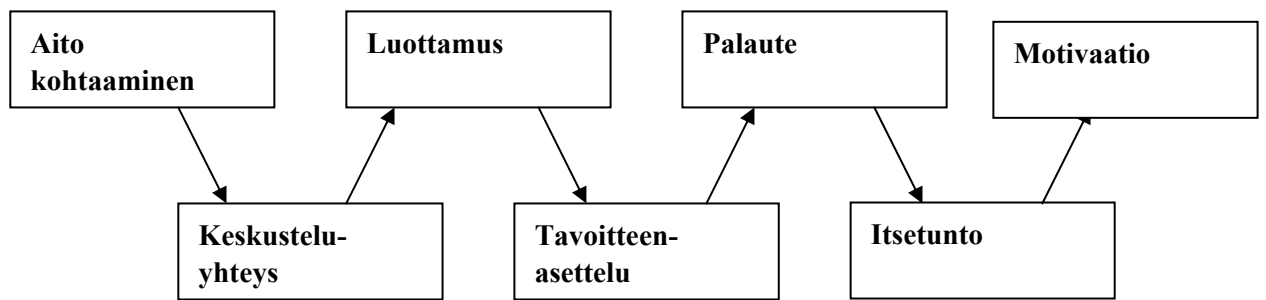 Aito
kohtaaminen
Luottamus
Palaute
Motivaatio
Keskustelu-
yhteys
Tavoitteen-
asettelu
Itsetunto